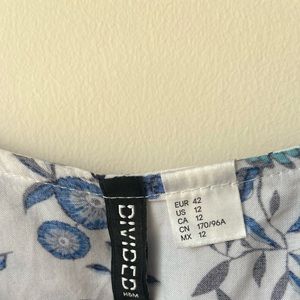 DIVIDED
H&M
EUR 42
US 12
CA 12
CN 170/96A
MX 12